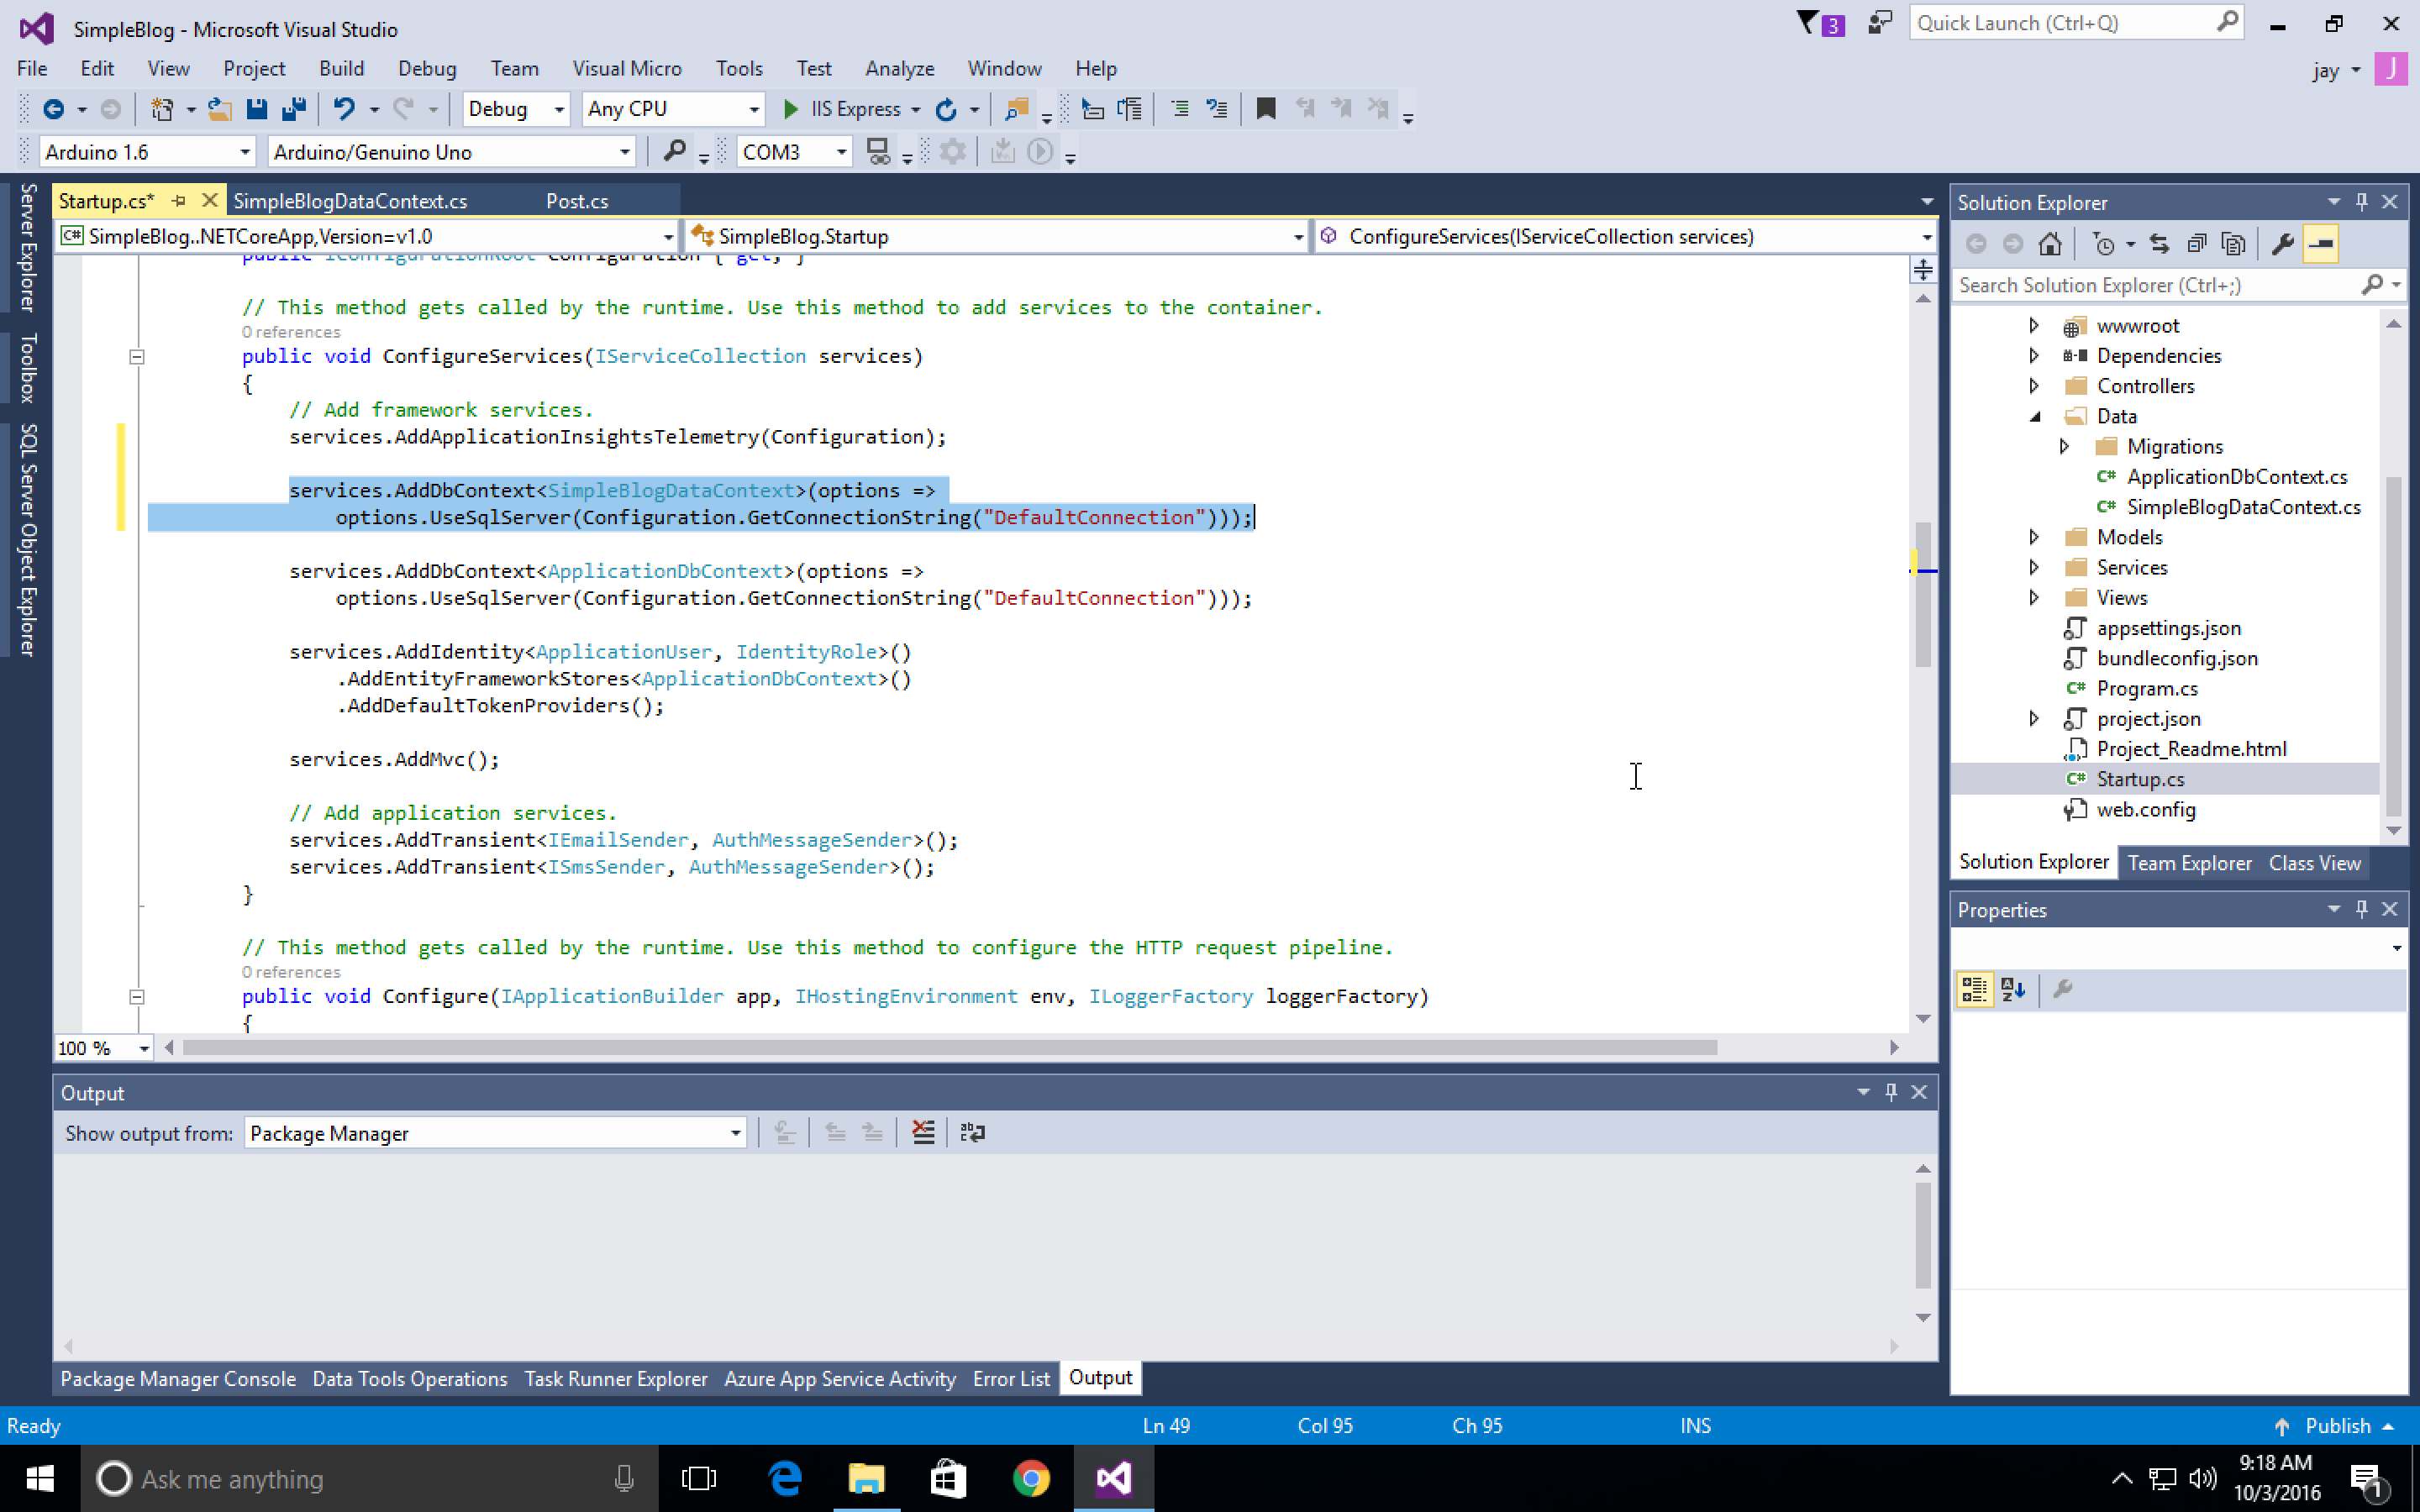 SimpleBlog - Microsoft Visual Studio
3
Quick Launch (Ctrl+Q)
File Edit View Project Build Debug Team Visual Micro Tools Test Analyze Window Help
jay
J
Debug Any CPU IIS Express
Arduino 1.6 Arduino/Genuino Uno COM3
Server Explorer
Toolbox
SQL Server Object Explorer
Startup.cs* SimpleBlogDataContext.cs Post.cs
C# SimpleBlog..NETCoreApp,Version=v1.0 SimpleBlog.Startup ConfigureServices(IServiceCollection services)
public IConfigurationRoot Configuration { get; }
// This method gets called by the runtime. Use this method to add services to the container.
0 references
public void ConfigureServices(IServiceCollection services)
{
// Add framework services.
services.AddApplicationInsightsTelemetry(Configuration);
services.AddDbContext<SimpleBlogDataContext>(options =>
options.UseSqlServer(Configuration.GetConnectionString("DefaultConnection")));
services.AddDbContext<ApplicationDbContext>(options =>
options.UseSqlServer(Configuration.GetConnectionString("DefaultConnection")));
services.AddIdentity<ApplicationUser, IdentityRole>()
.AddEntityFrameworkStores<ApplicationDbContext>()
.AddDefaultTokenProviders();
services.AddMvc();
// Add application services.
services.AddTransient<IEmailSender, AuthMessageSender>();
services.AddTransient<ISmsSender, AuthMessageSender>();
}
// This method gets called by the runtime. Use this method to configure the HTTP request pipeline.
0 references
public void Configure(IApplicationBuilder app, IHostingEnvironment env, ILoggerFactory loggerFactory)
{
100 %
Solution Explorer
Search Solution Explorer (Ctrl+;)
wwwroot
Dependencies
Controllers
Data
Migrations
C# ApplicationDbContext.cs
C# SimpleBlogDataContext.cs
Models
Services
Views
appsettings.json
bundleconfig.json
C# Program.cs
project.json
Project_Readme.html
C# Startup.cs
web.config
Solution Explorer Team Explorer Class View
Properties
Output
Show output from: Package Manager
Package Manager Console Data Tools Operations Task Runner Explorer Azure App Service Activity Error List Output
Ready Ln 49 Col 95 Ch 95 INS Publish
Ask me anything
9:18 AM
10/3/2016
1